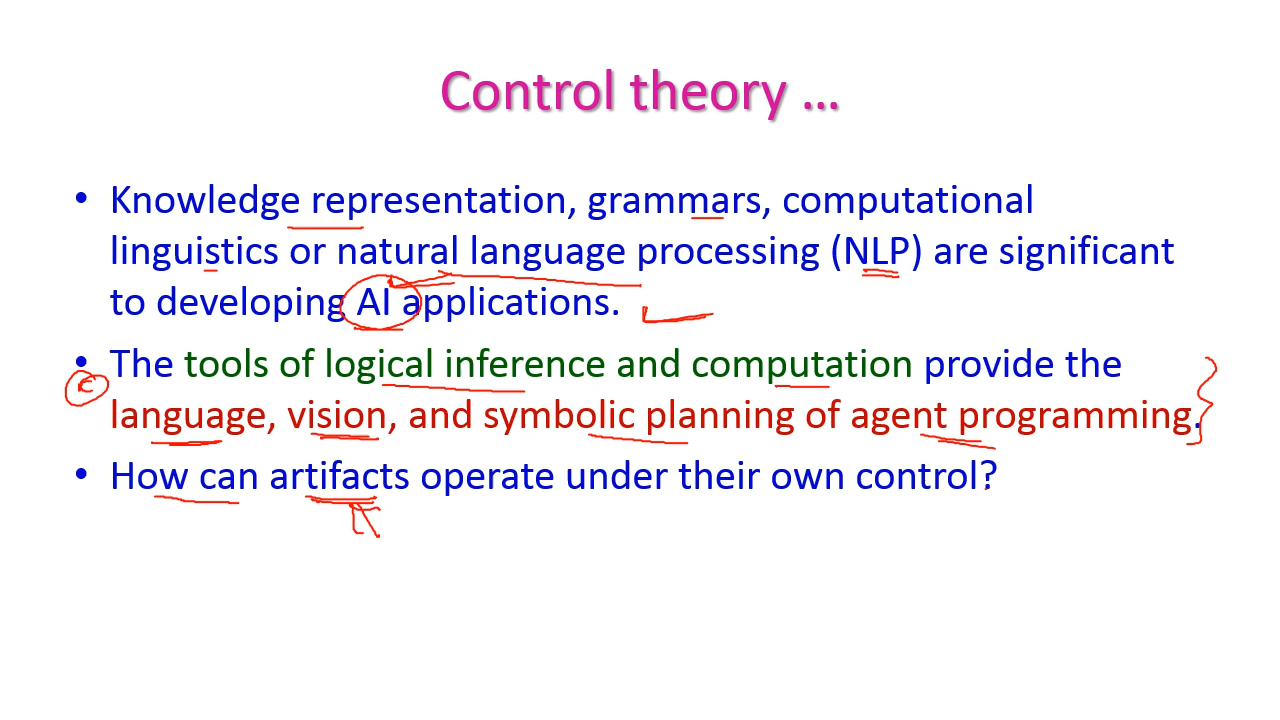 Control theory ...
• Knowledge representation, grammars, computational
linguistics or natural language processing (NLP) are significant
to developing AI applications.
• The tools of logical inference and computation provide the
language, vision, and symbolic planning of agent programming.
• How can artifacts operate under their own control?